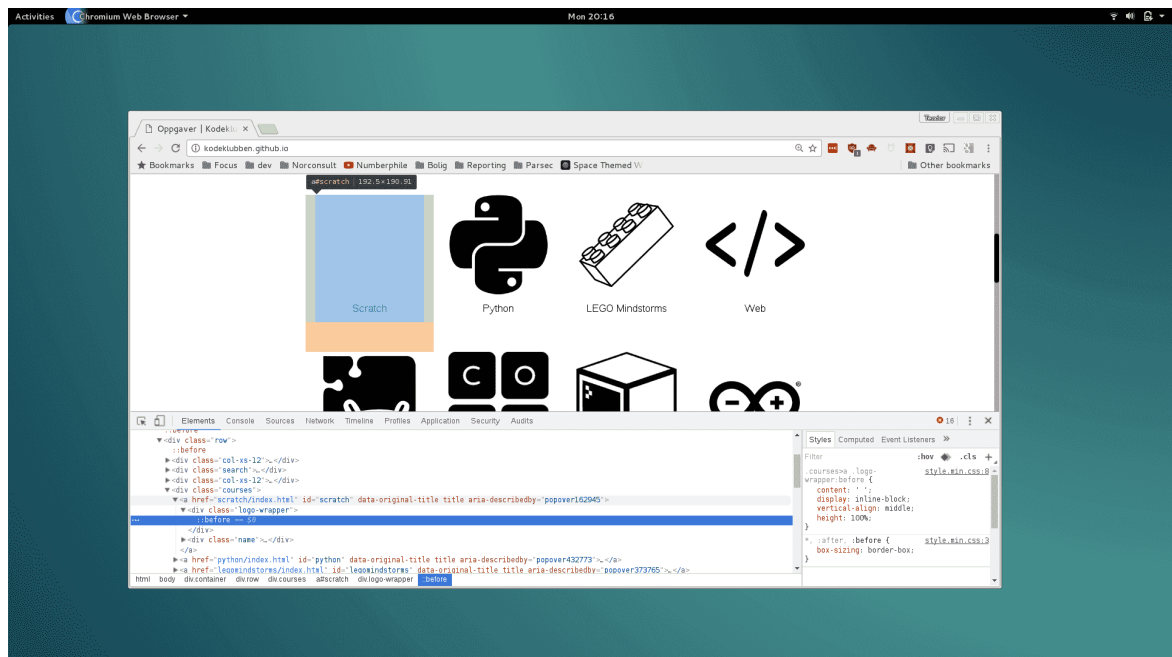 Activities Chromium Web Browser Mon 20:16
Oppgaver | Kodeklu
kodeklubben.github.io
Bookmarks Focus dev Norconsult Numberphile Bolig Reporting Parsec Space Themed W Other bookmarks
a#scratch 192.5×190.91
Scratch Python LEGO Mindstorms Web
C O
Elements Console Sources Network Timeline Profiles Application Security Audits 16
::before
▼<div class="row">
::before
▶<div class="col-xs-12">…</div>
▶<div class="search">…</div>
▶<div class="col-xs-12">…</div>
▼<div class="courses">
▼<a href="scratch/index.html" id="scratch" data-original-title title aria-describedby="popover162945">
▼<div class="logo-wrapper">
::before == $0
</div>
▶<div class="name">…</div>
</a>
▶<a href="python/index.html" id="python" data-original-title title aria-describedby="popover432773">…</a>
▶<a href="legomindstorms/index.html" id="legomindstorms" data-original-title title aria-describedby="popover373765">…</a>
html body div.container div.row div.courses a#scratch div.logo-wrapper ::before
Styles Computed Event Listeners »
Filter :hov .cls +
.courses>a .logo- style.min.css:8
wrapper:before {
content: ' ';
display: inline-block;
vertical-align: middle;
height: 100%;
}
*, :after, :before { style.min.css:3
box-sizing: border-box;
}